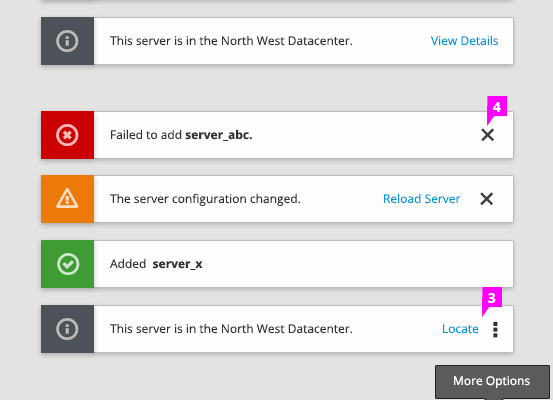 This server is in the North West Datacenter. View Details
4
Failed to add server_abc.
The server configuration changed. Reload Server
Added server_x
3
This server is in the North West Datacenter. Locate
More Options